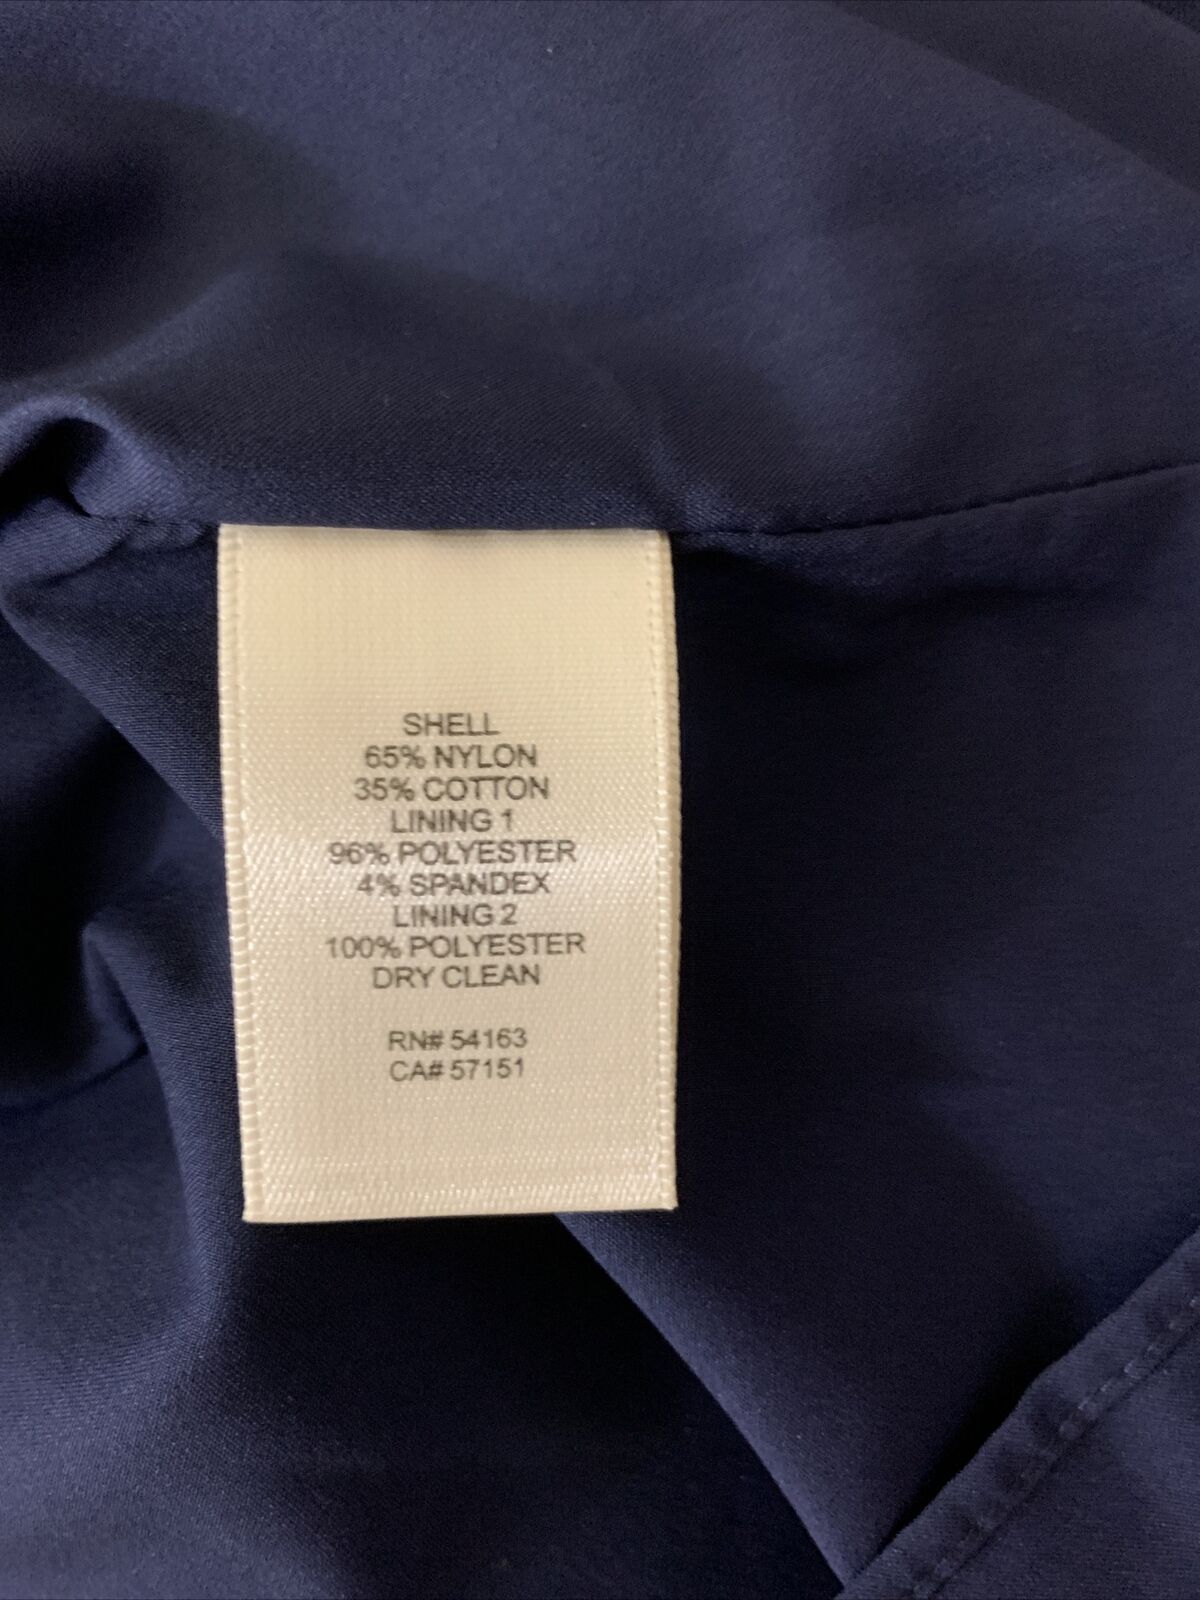 SHELL
65% NYLON
35% COTTON
LINING 1
96% POLYESTER
4% SPANDEX
LINING 2
100% POLYESTER
DRY CLEAN
RN# 54163
CA# 57151